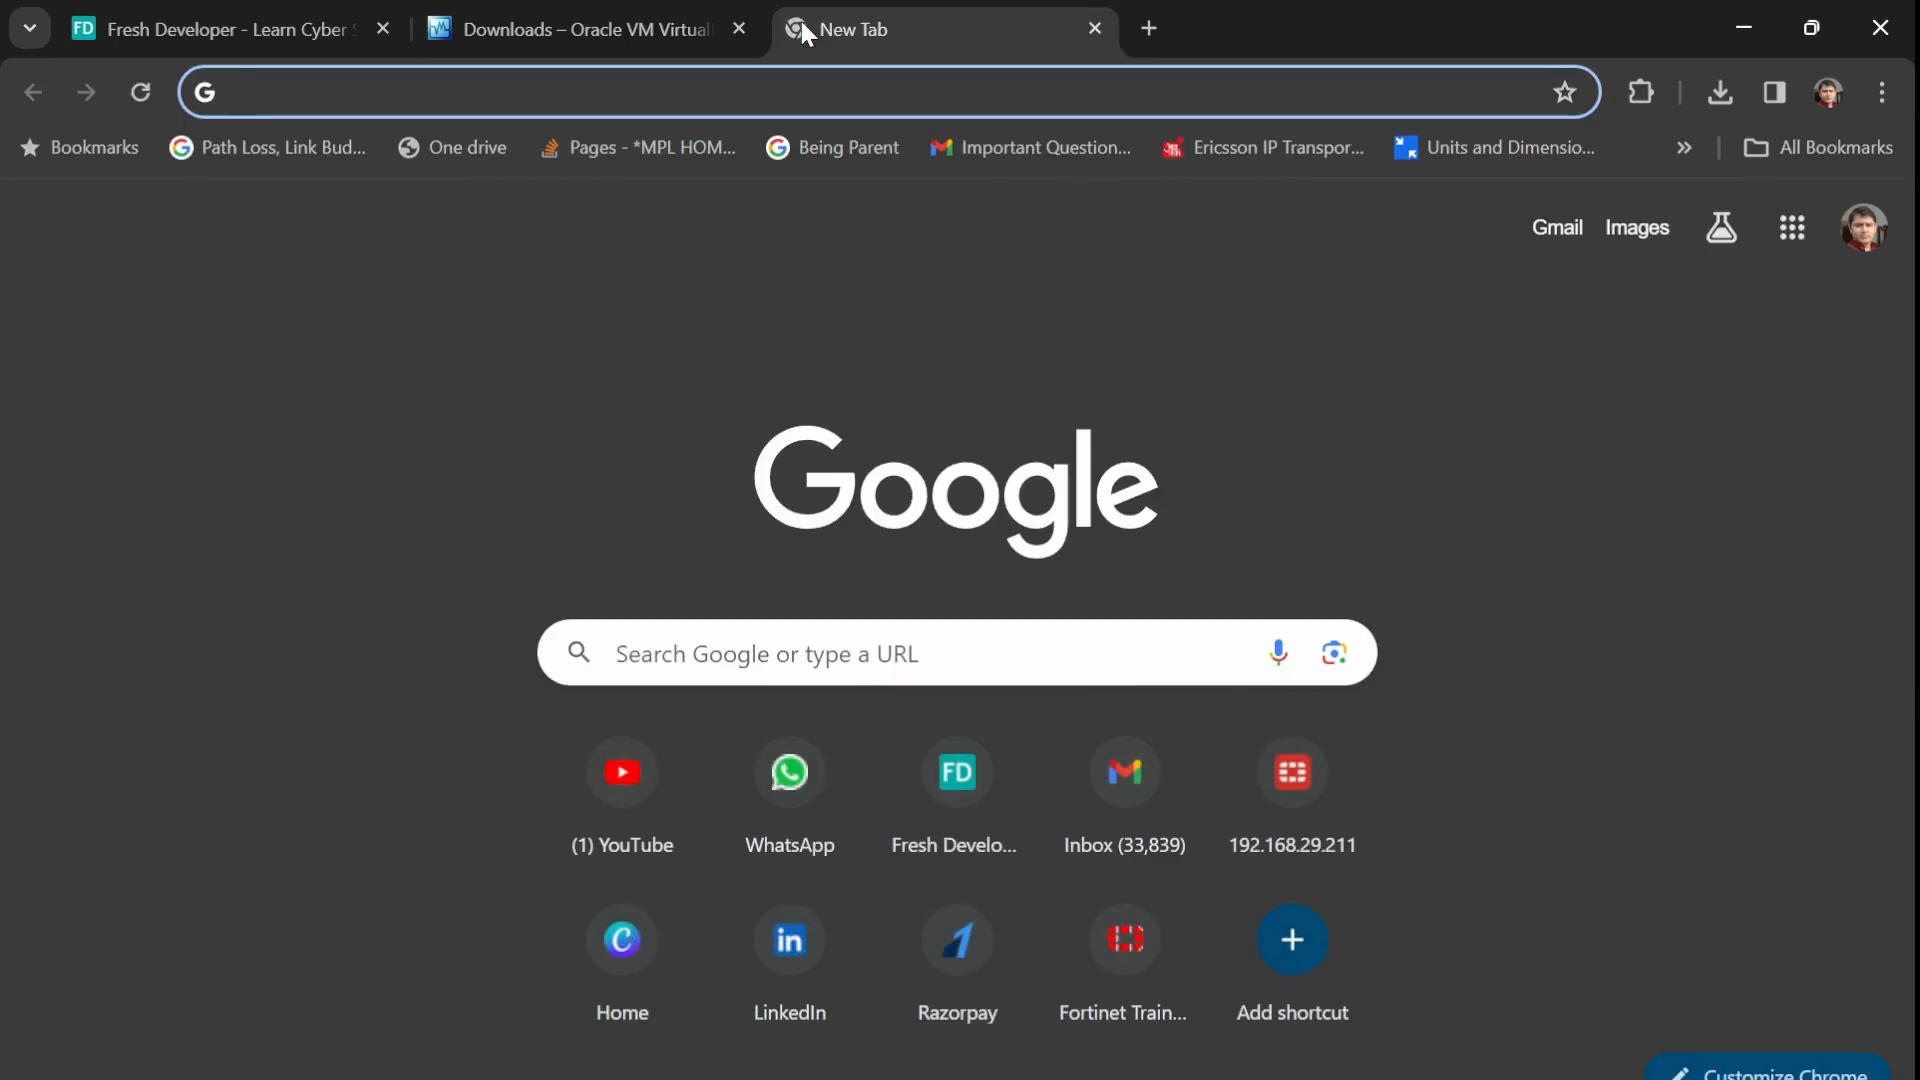 Fresh Developer - Learn Cyber
Downloads – Oracle VM Virtual
New Tab
Bookmarks
Path Loss, Link Bud...
One drive
Pages - *MPL HOM...
Being Parent
Important Question...
Ericsson IP Transpor...
Units and Dimensio...
All Bookmarks
Gmail
Images
Google
Search Google or type a URL
FD
(1) YouTube
WhatsApp
Fresh Develo...
Inbox (33,839)
192.168.29.211
Home
LinkedIn
Razorpay
Fortinet Train...
Add shortcut
Customize Chrome